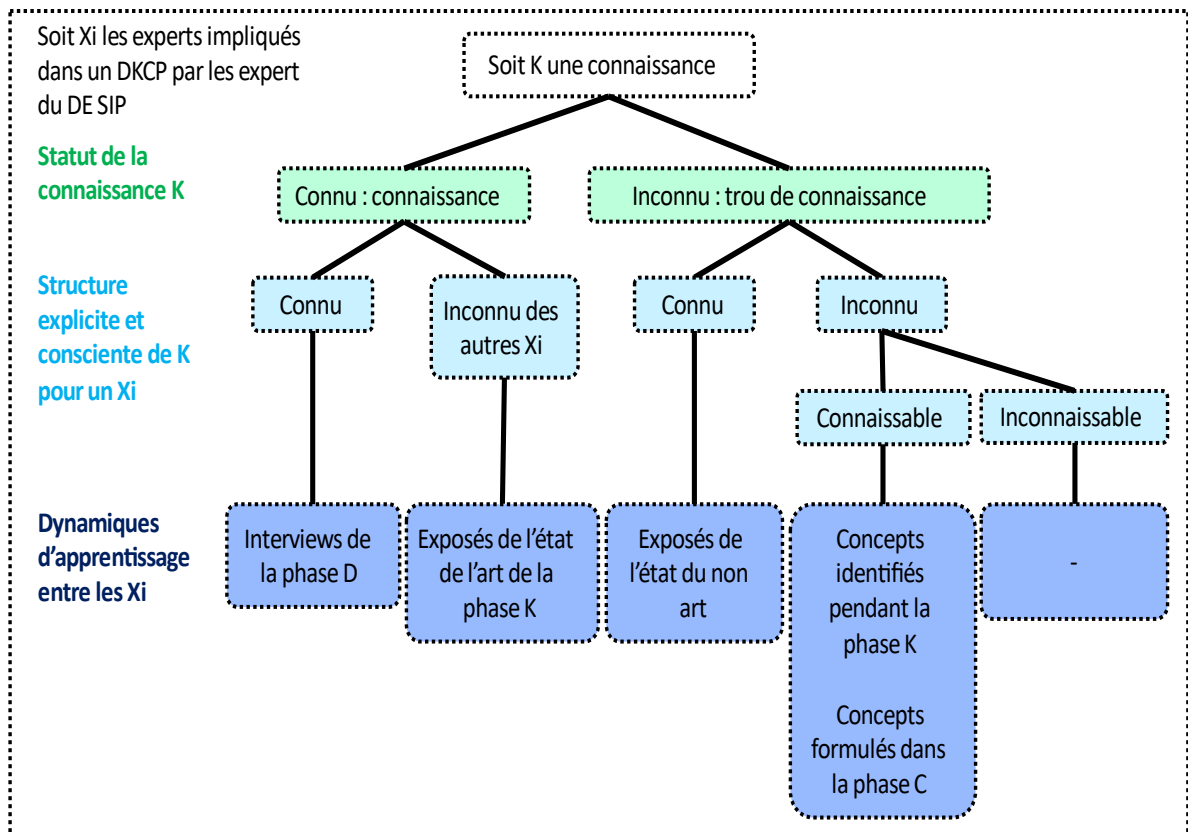 Soit Xi les experts impliqués
dans un DKCP par les expert
du DE SIP
Soit K une connaissance
Statut de la
connaissance K
Connu : connaissance
Inconnu : trou de connaissance
Structure
explicite et
consciente de K
pour un Xi
Connu
Inconnu des
autres Xi
Connu
Inconnu
Connaissable
Inconnaissable
Dynamiques
d'apprentissage
entre les Xi
Interviews de
la phase D
Exposés de l'état
de l'art de la
phase K
Exposés de
l'état du non
art
Concepts
identifiés
pendant la
phase K
Concepts
formulés dans
la phase C
-